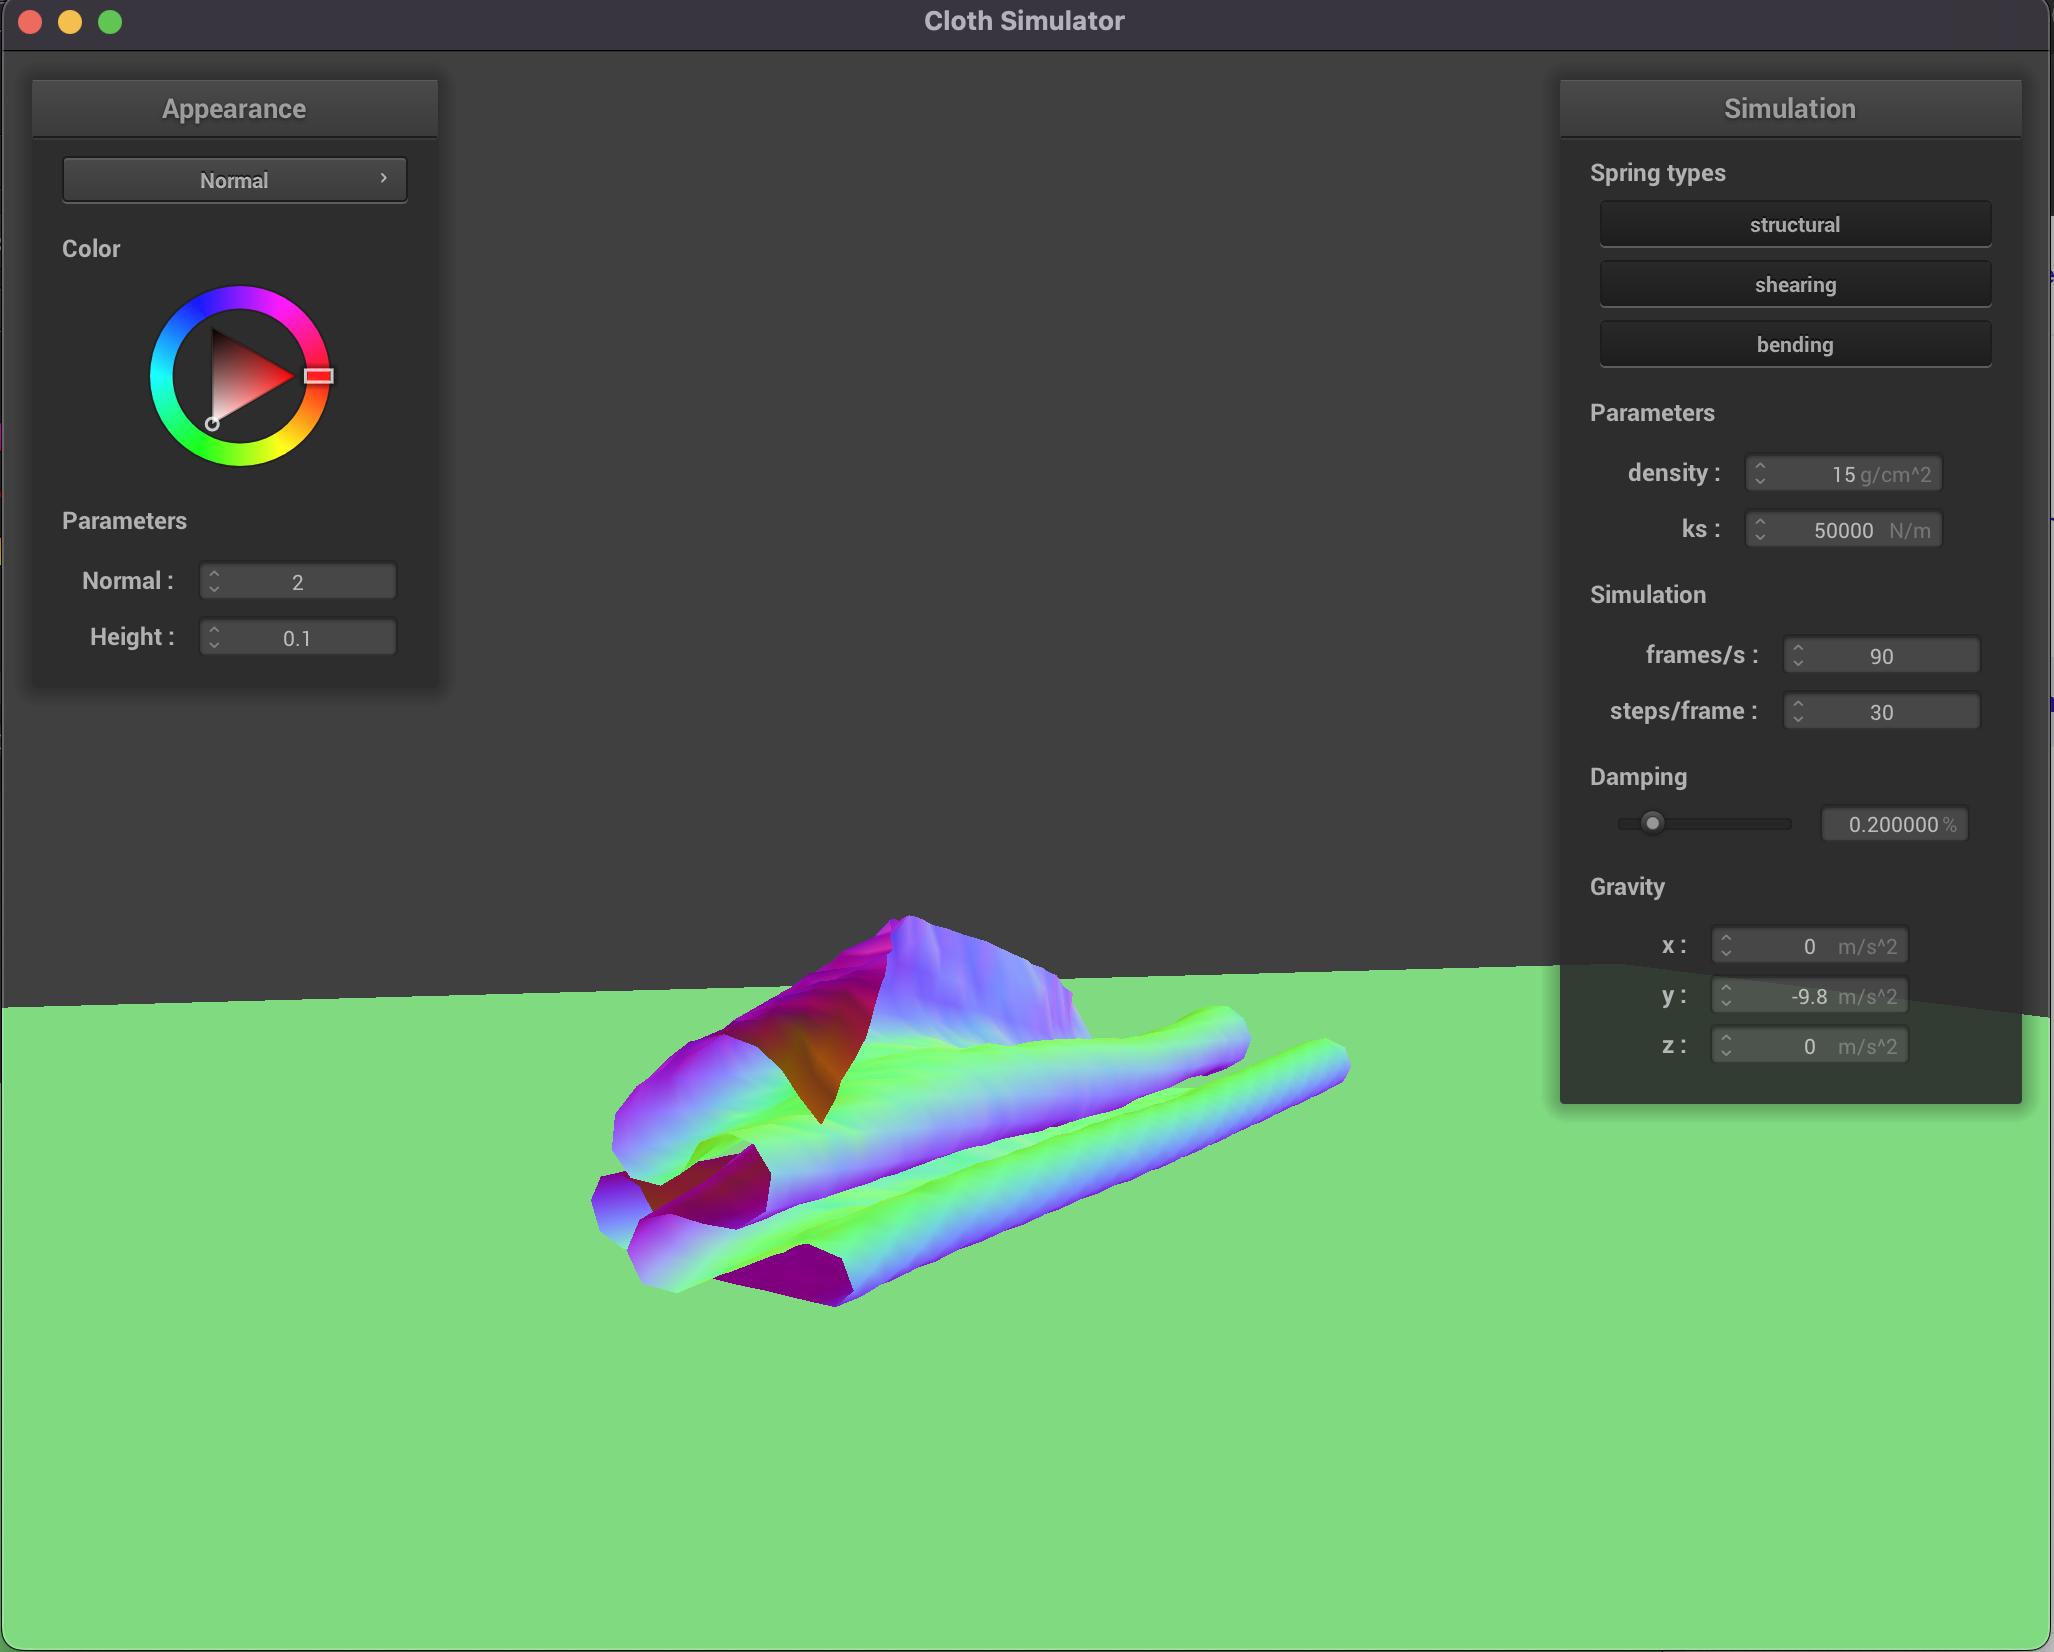 Cloth Simulator
Appearance
Normal
Color
Parameters
Normal :
2
Height :
0.1
Simulation
Spring types
structural
shearing
bending
Parameters
density :
15 g/cm^2
ks :
50000 N/m
Simulation
frames/s :
90
steps/frame :
30
Damping
0.200000 %
Gravity
x :
0 m/s^2
y :
-9.8 m/s^2
z :
0 m/s^2